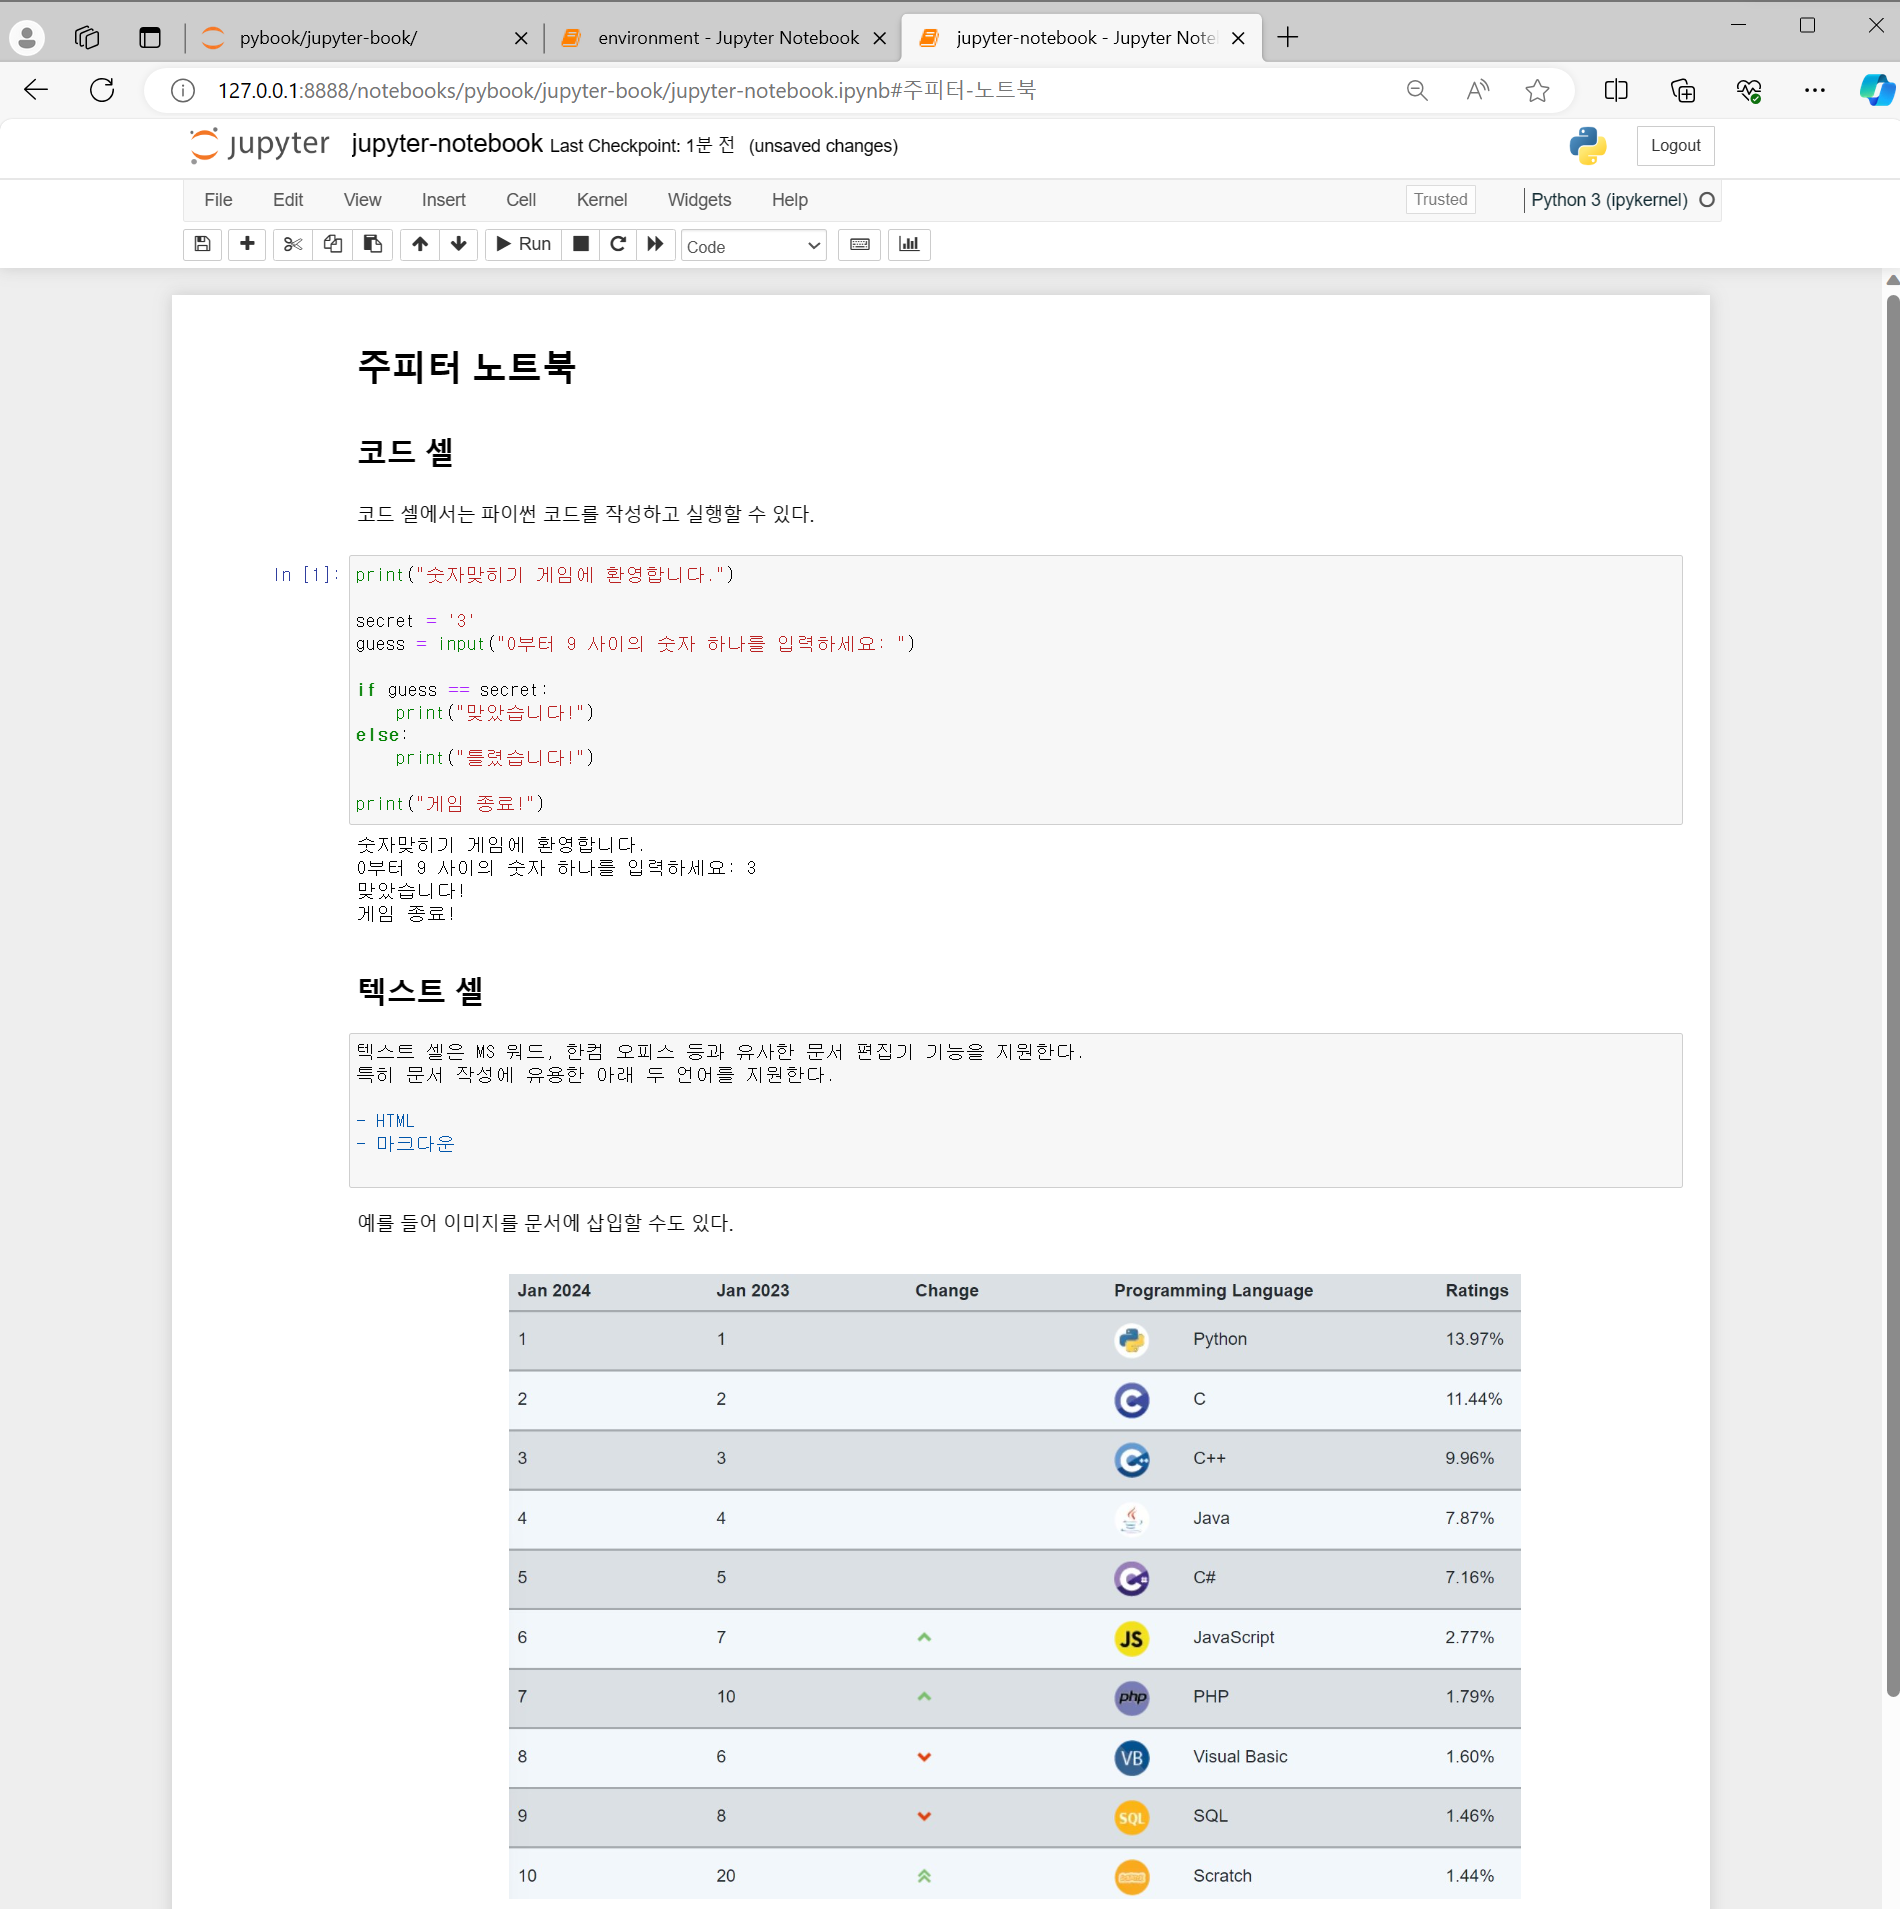 pybook/jupyter-book/
environment - Jupyter Notebook
jupyter-notebook - Jupyter Note
127.0.0.1:8888/notebooks/pybook/jupyter-book/jupyter-notebook.ipynb#주피터-노트북
jupyter jupyter-notebook Last Checkpoint: 1분 전 (unsaved changes)
Logout
File Edit View Insert Cell Kernel Widgets Help
Trusted
Python 3 (ipykernel)
Run
Code
주피터 노트북
코드 셀
코드 셀에서는 파이썬 코드를 작성하고 실행할 수 있다.
In [1]: print("숫자맞히기 게임에 환영합니다.")
secret = '3'
guess = input("0부터 9 사이의 숫자 하나를 입력하세요: ")
if guess == secret:
    print("맞았습니다!")
else:
    print("틀렸습니다!")
print("게임 종료!")
숫자맞히기 게임에 환영합니다.
0부터 9 사이의 숫자 하나를 입력하세요: 3
맞았습니다!
게임 종료!
텍스트 셀
텍스트 셀은 MS 워드, 한컴 오피스 등과 유사한 문서 편집기 기능을 지원한다.
특히 문서 작성에 유용한 아래 두 언어를 지원한다.
- HTML
- 마크다운
예를 들어 이미지를 문서에 삽입할 수도 있다.
Jan 2024 Jan 2023 Change Programming Language Ratings
1 1 Python 13.97%
2 2 C C 11.44%
3 3 C++ C++ 9.96%
4 4 Java 7.87%
5 5 C C# 7.16%
6 7 JS JavaScript 2.77%
7 10 php PHP 1.79%
8 6 VB Visual Basic 1.60%
9 8 SQL SQL 1.46%
10 20 Scratch 1.44%